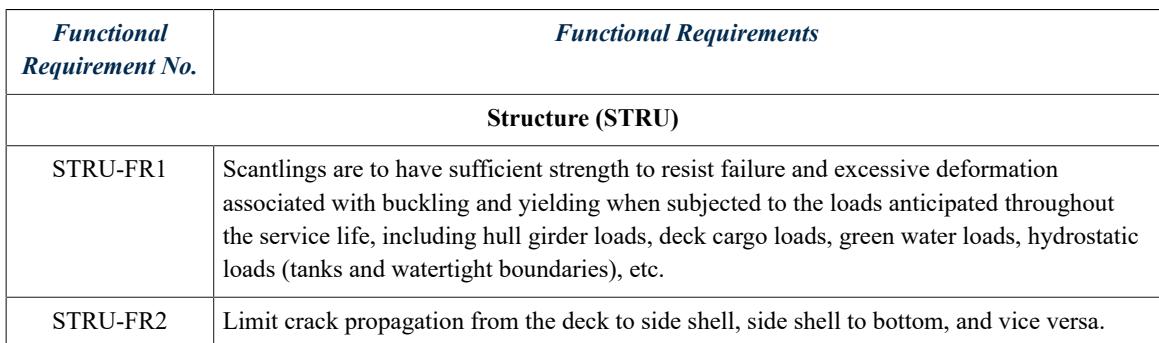 Functional
Requirement No.
Functional Requirements
Structure (STRU)
STRU-FR1
Scantlings are to have sufficient strength to resist failure and excessive deformation
associated with buckling and yielding when subjected to the loads anticipated throughout
the service life, including hull girder loads, deck cargo loads, green water loads, hydrostatic
loads (tanks and watertight boundaries), etc.
STRU-FR2
Limit crack propagation from the deck to side shell, side shell to bottom, and vice versa.